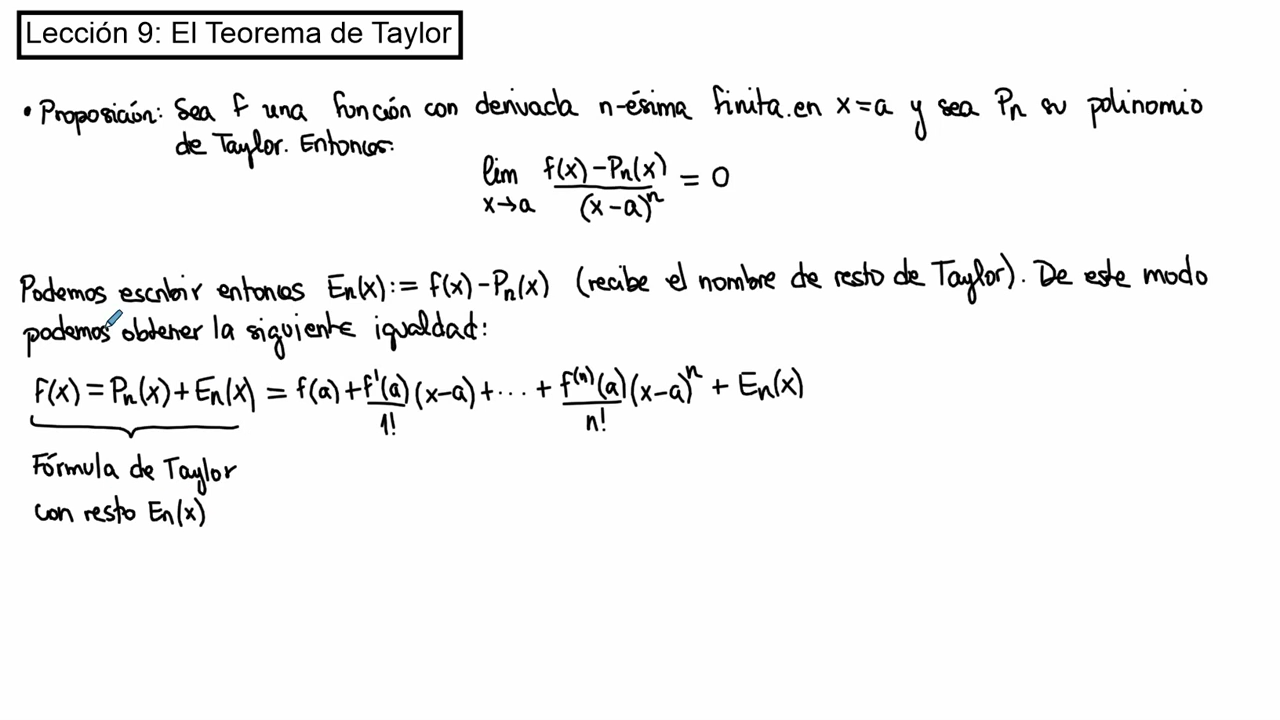 Lección 9: El Teorema de Taylor
• Proposición: Sea f una función con derivada n-ésima finita.en x=a y sea Pn su polinomio
de Taylor. Entonces:
lim x→a (f(x)-Pn(x))/(x-a)^n = 0
Podemos escribir entonces En(x):= f(x)-Pn(x) (recibe el nombre de resto de Taylor). De este modo
podemos obtener la siguiente igualdad:
f(x) = Pn(x)+En(x) = f(a)+f'(a)/1! (x-a)+···+ f^(n)(a)/n! (x-a)^n + En(x)
Fórmula de Taylor
con resto En(x)